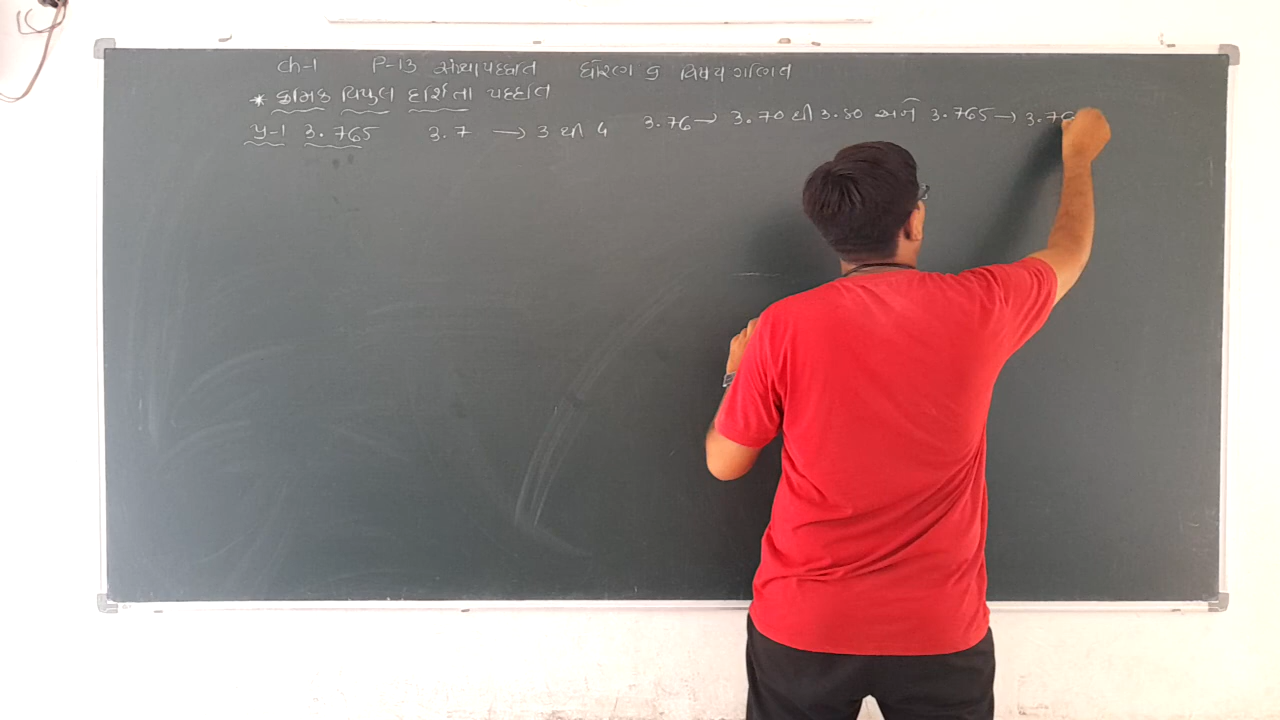 ch-1 P-13 સંખ્યાપદ્ધતિ ધોરણ ૯ વિષય ગણિત
* ક્રમિક વિપુલ દર્શિતા પદ્ધતિ
પ્ર-1 3.765 3.7 → 3 થી 4 3.76 → 3.70 થી 3.80 અને 3.765 → 3.76